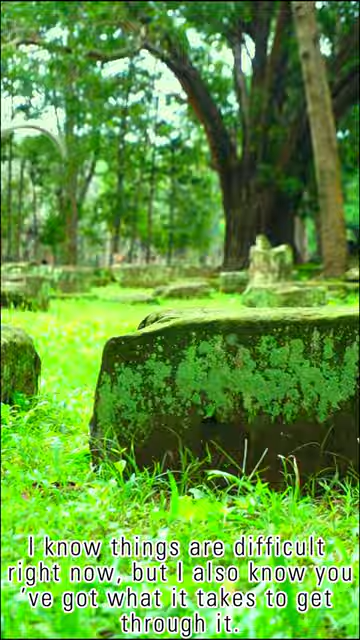 I know things are difficult
right now, but I also know you
've got what it takes to get
through it.